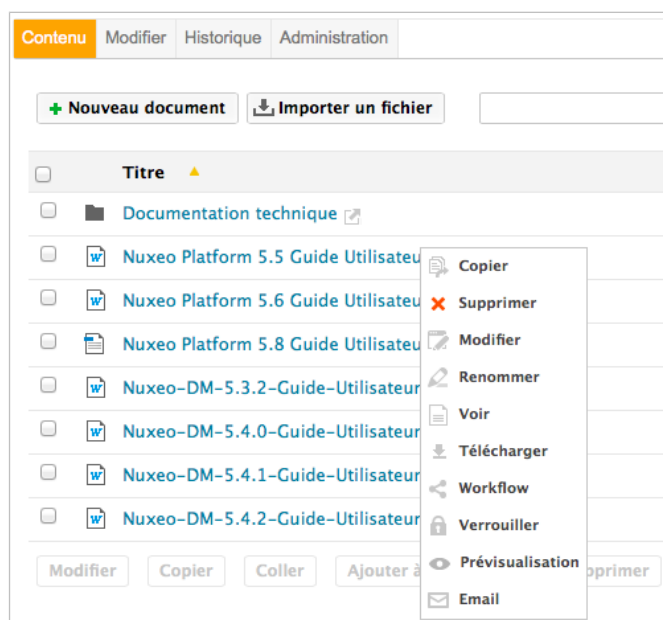 Contenu Modifier Historique Administration
Nouveau document Importer un fichier
Titre
Documentation technique
Nuxeo Platform 5.5 Guide Utilisateu
Nuxeo Platform 5.6 Guide Utilisateu
Nuxeo Platform 5.8 Guide Utilisateu
Nuxeo-DM-5.3.2-Guide-Utilisateur
Nuxeo-DM-5.4.0-Guide-Utilisateur
Nuxeo-DM-5.4.1-Guide-Utilisateur
Nuxeo-DM-5.4.2-Guide-Utilisateur
Copier
Supprimer
Modifier
Renommer
Voir
Télécharger
Workflow
Verrouiller
Prévisualisation
Email
Modifier Copier Coller Ajouter à pprimer